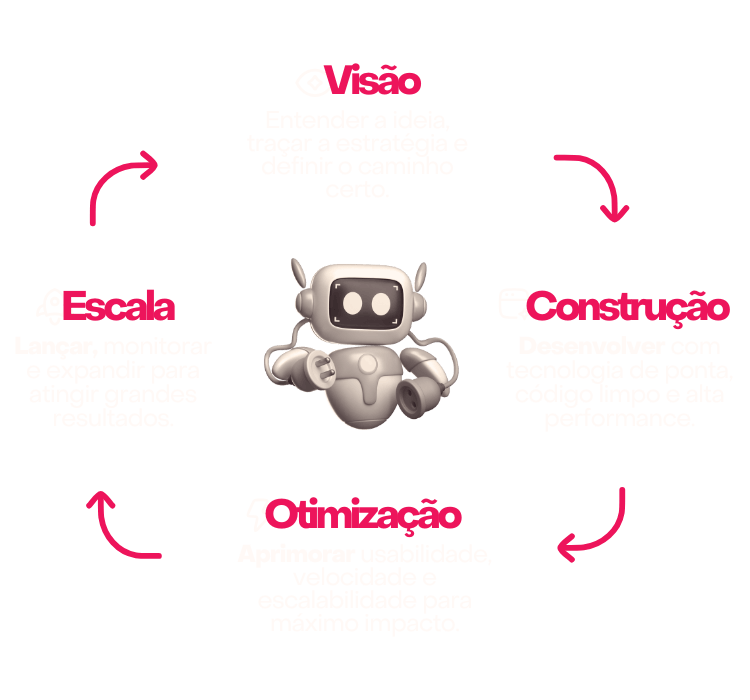 Visão
Entender a ideia,
traçar a estratégia e
definir o caminho
certo.
Escala
Lançar, monitorar
e expandir para
atingir grandes
resultados.
Construção
Desenvolver com
tecnologia de ponta,
código limpo e alta
performance.
Otimização
Aprimorar usabilidade,
velocidade e
escalabilidade para
máximo impacto.